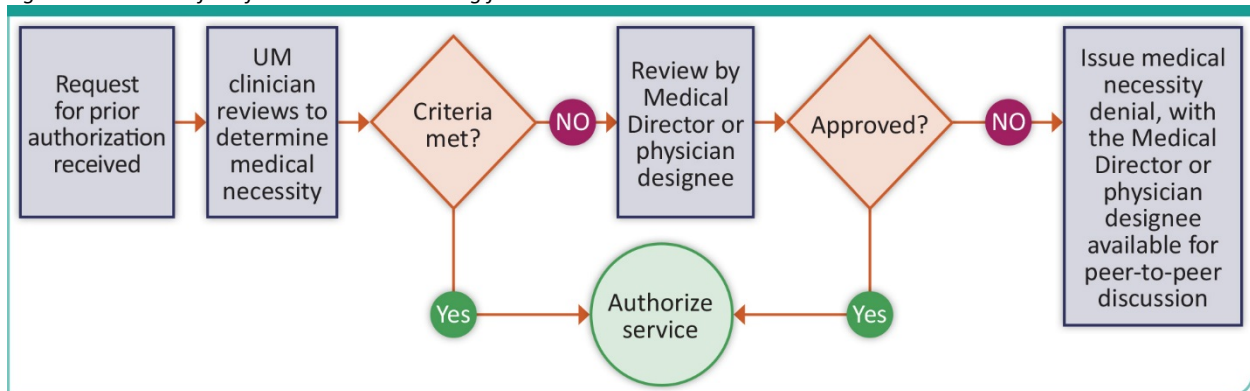 Request
for prior
authorization
received
UM
clinician
reviews to
determine
medical
necessity
Criteria
met?
NO
Review by
Medical
Director or
physician
designee
Approved?
NO
Issue medical
necessity
denial, with
the Medical
Director or
physician
designee
available for
peer-to-peer
discussion
Yes
Authorize
service
Yes